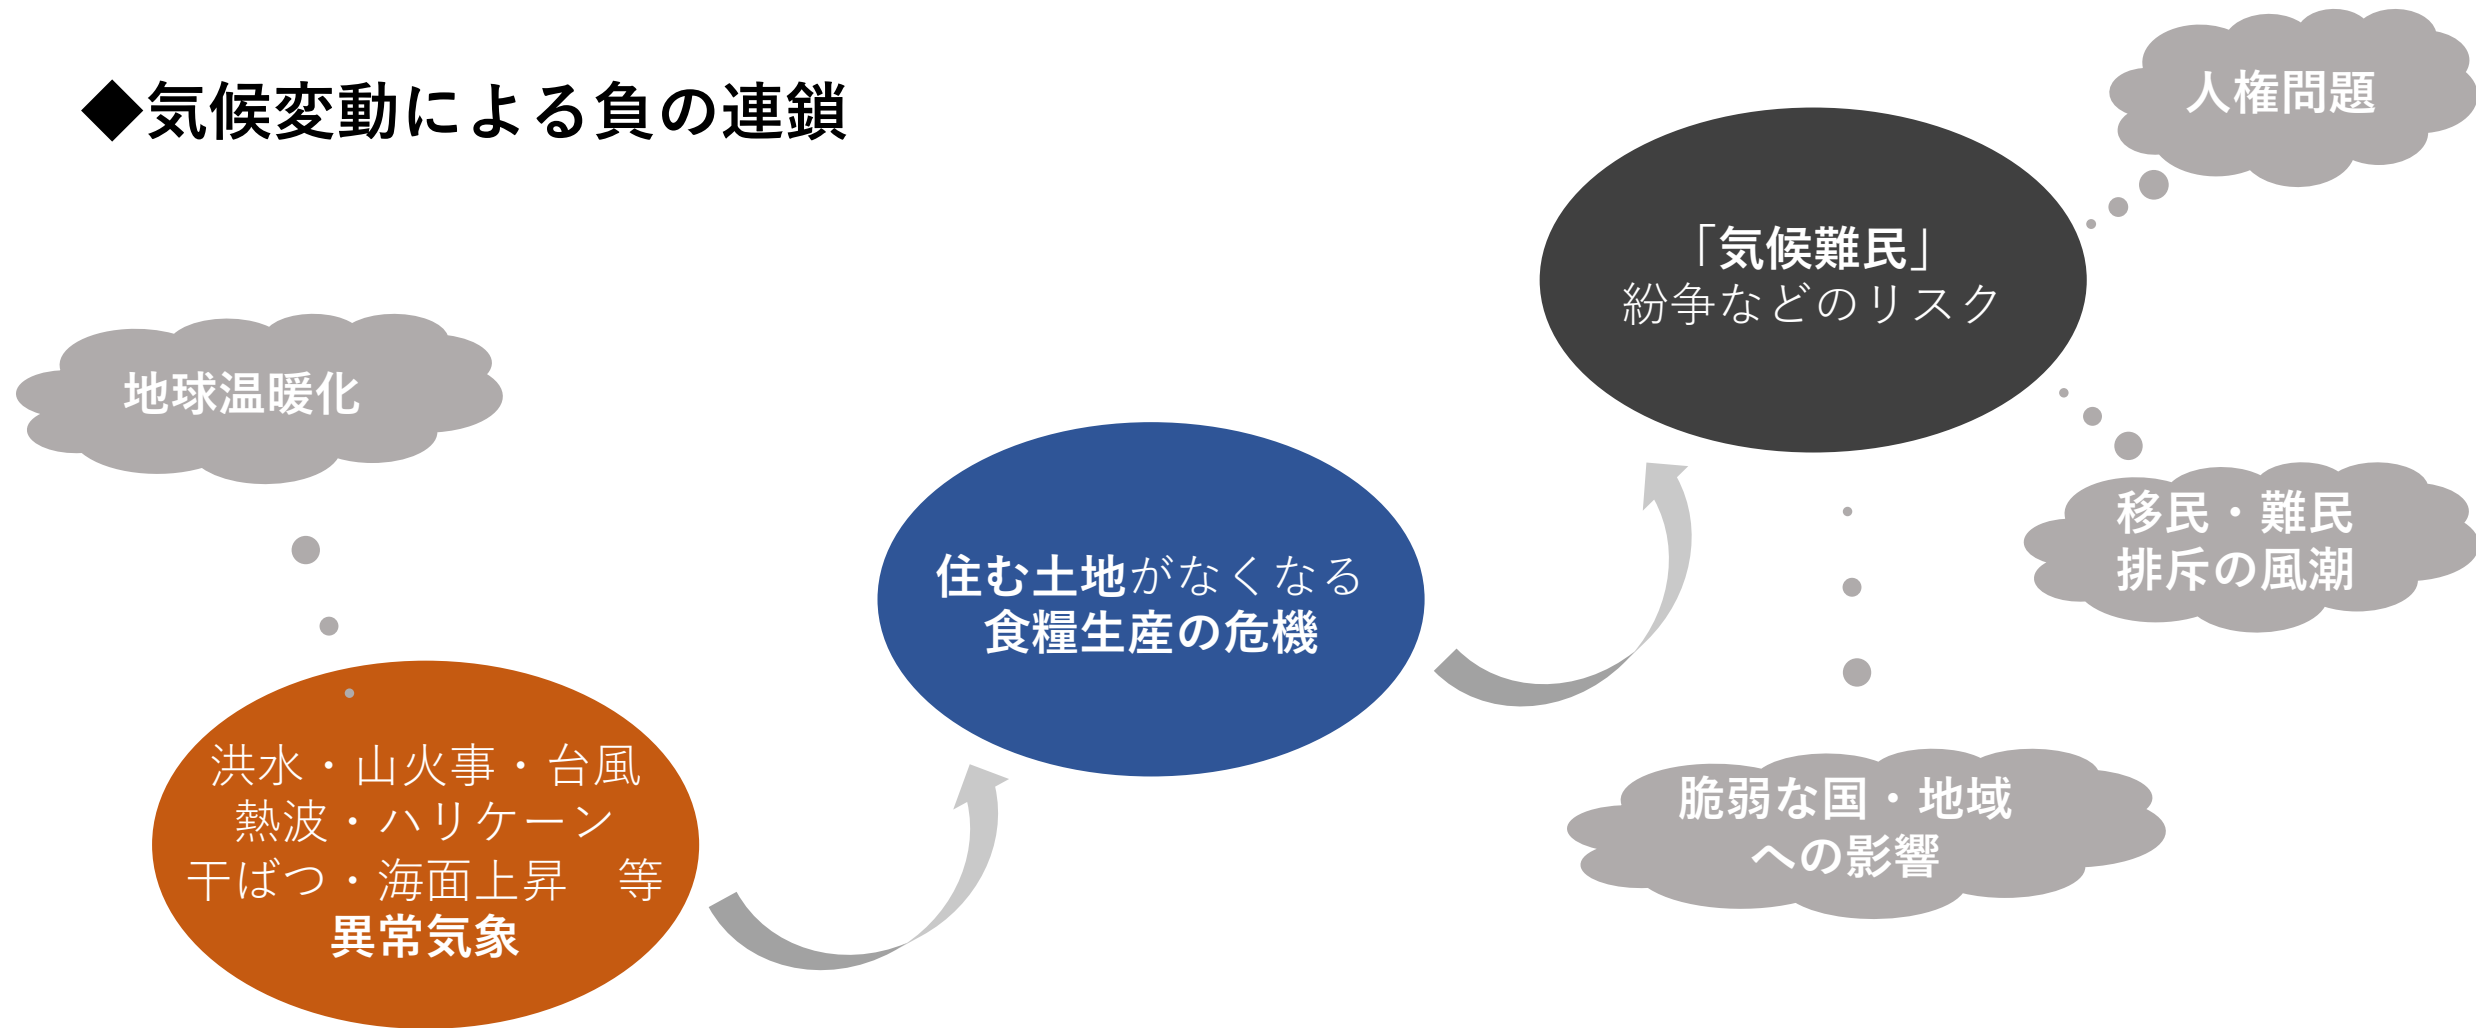 ◆気候変動による負の連鎖
地球温暖化
洪水・山火事・台風
熱波・ハリケーン
干ばつ・海面上昇　等
異常気象
住む土地がなくなる
食糧生産の危機
「気候難民」
紛争などのリスク
人権問題
移民・難民
排斥の風潮
脆弱な国・地域
への影響